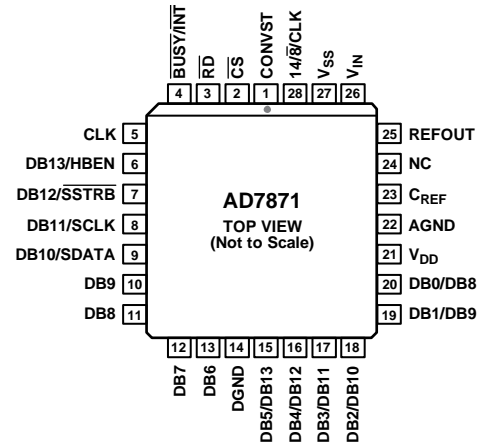 BUSY/INT
RD
CS
CONVST
14/8/CLK
VSS
VIN
4 3 2 1 28 27 26
CLK 5
DB13/HBEN 6
DB12/SSTRB 7
DB11/SCLK 8
DB10/SDATA 9
DB9 10
DB8 11
AD7871
TOP VIEW
(Not to Scale)
25 REFOUT
24 NC
23 CREF
22 AGND
21 VDD
20 DB0/DB8
19 DB1/DB9
12 13 14 15 16 17 18
DB7
DB6
DGND
DB5/DB13
DB4/DB12
DB3/DB11
DB2/DB10